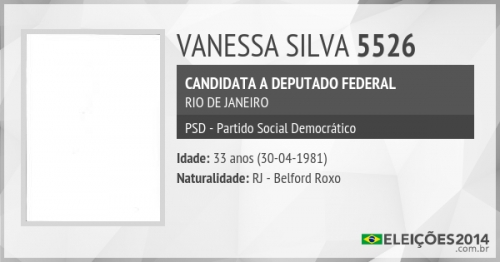 VANESSA SILVA 5526
CANDIDATA A DEPUTADO FEDERAL
RIO DE JANEIRO
PSD - Partido Social Democrático
Idade: 33 anos (30-04-1981)
Naturalidade: RJ - Belford Roxo
ELEIÇÕES2014
.com.br